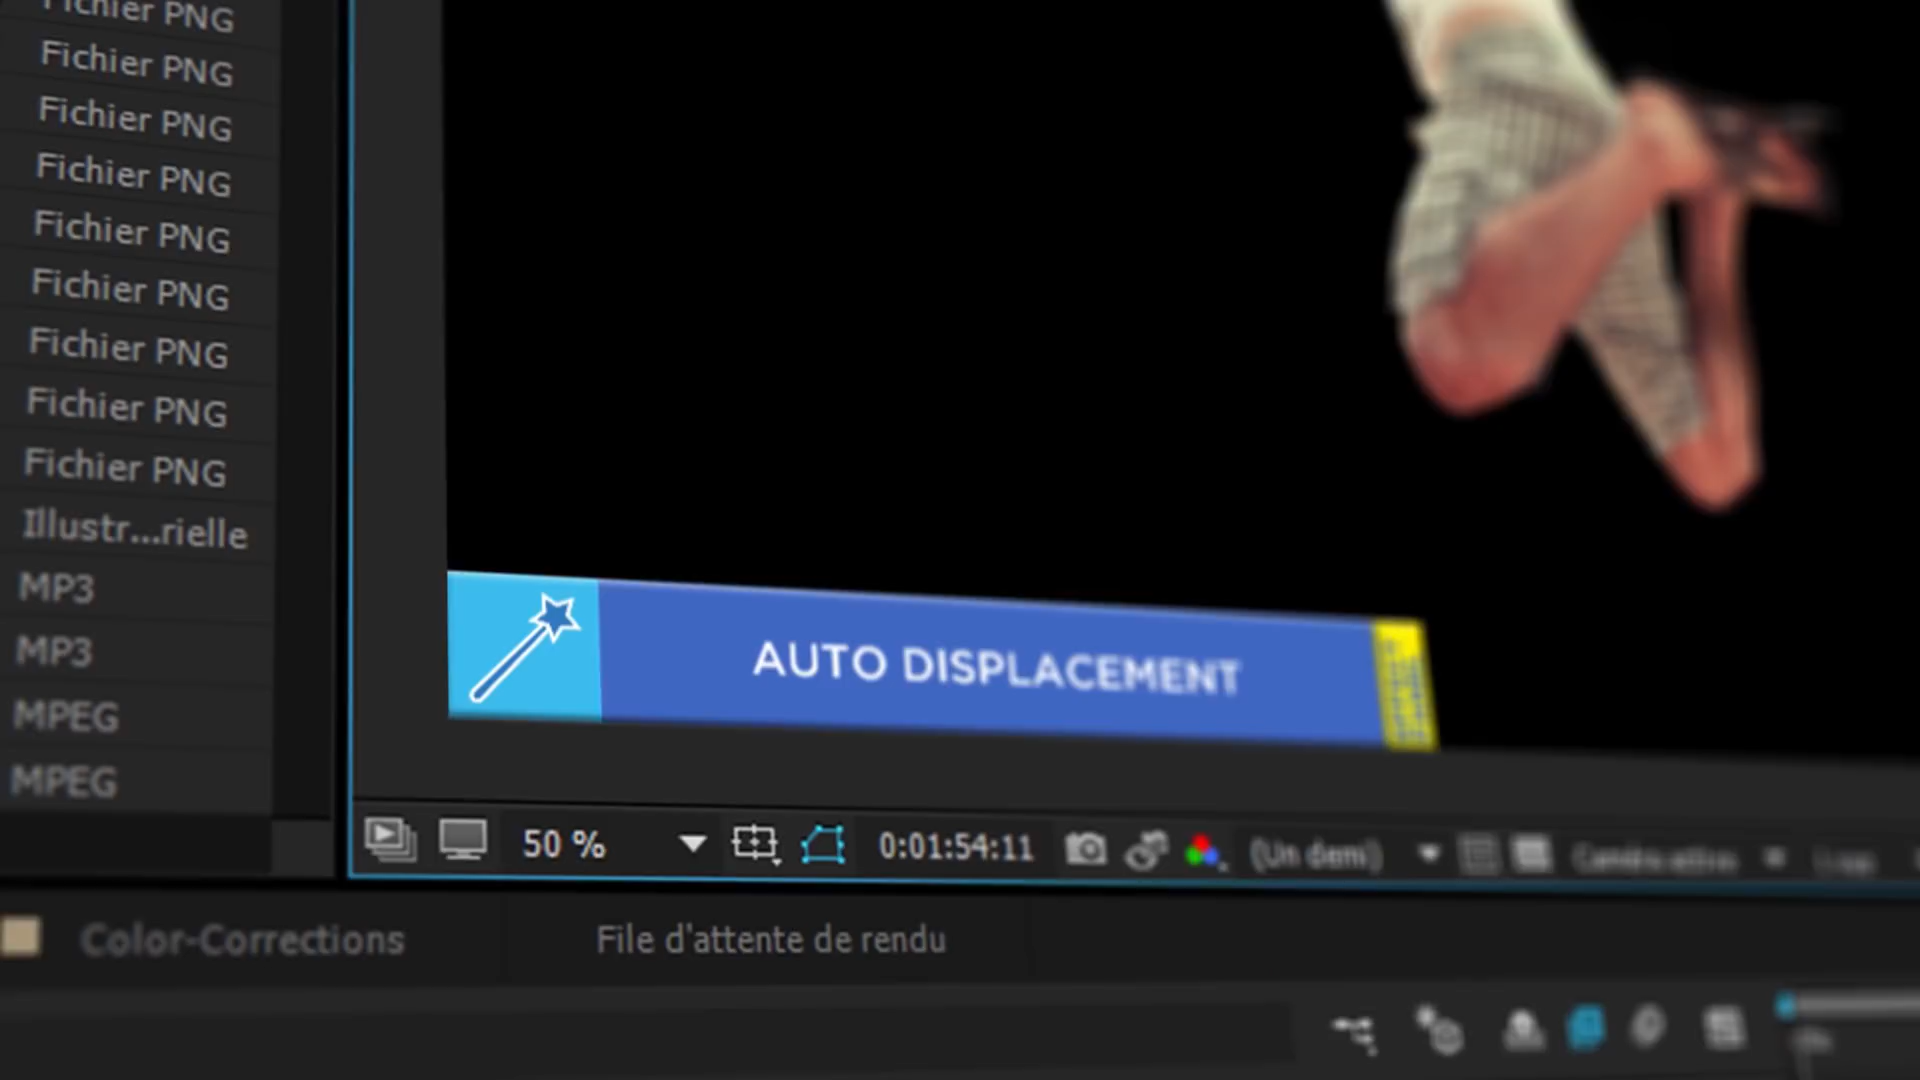 Fichier PNG
Fichier PNG
Fichier PNG
Fichier PNG
Fichier PNG
Fichier PNG
Fichier PNG
Fichier PNG
Fichier PNG
Illustr...rielle
MP3
MP3
MPEG
MPEG
AUTO DISPLACEMENT
50 %
0:01:54:11
(Un demi)
Caméra active
Color-Corrections
File d'attente de rendu